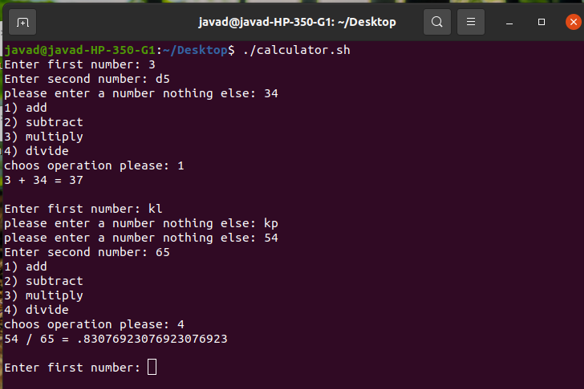 javad@javad-HP-350-G1: ~/Desktop
javad@javad-HP-350-G1:~/Desktop$ ./calculator.sh
Enter first number: 3
Enter second number: d5
please enter a number nothing else: 34
1) add
2) subtract
3) multiply
4) divide
choos operation please: 1
3 + 34 = 37
Enter first number: kl
please enter a number nothing else: kp
please enter a number nothing else: 54
Enter second number: 65
1) add
2) subtract
3) multiply
4) divide
choos operation please: 4
54 / 65 = .83076923076923076923
Enter first number: